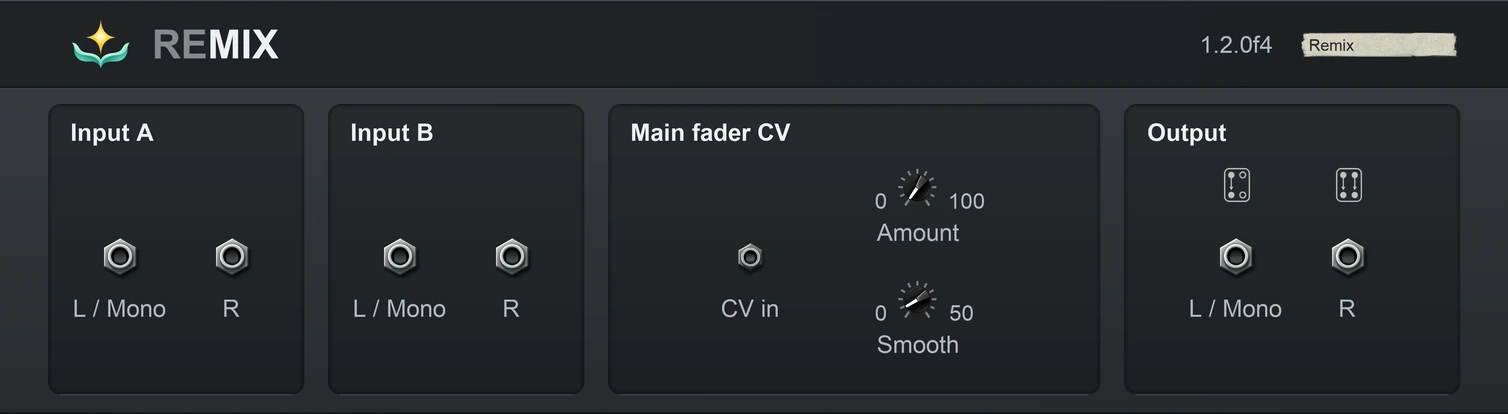 REMIX
1.2.0f4
Remix
Input A
L / Mono
R
Input B
L / Mono
R
Main fader CV
CV in
0
100
Amount
0
50
Smooth
Output
L / Mono
R